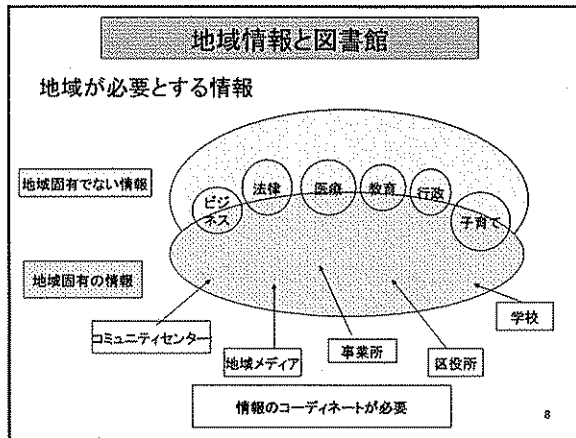 地域情報と図書館
地域が必要とする情報
地域固有でない情報
ビジ
ネス
法律
医療
教育
行政
子育て
地域固有の情報
コミュニティセンター
地域メディア
事業所
区役所
学校
情報のコーディネートが必要
8